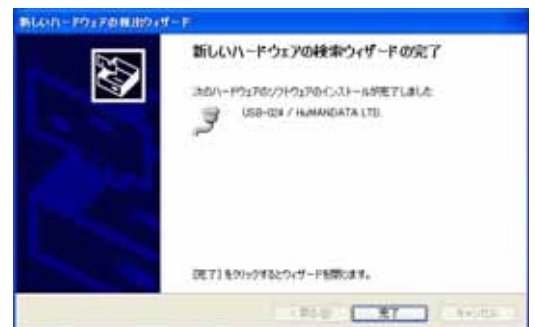 新しいハードウェアの検出ウィザード
新しいハードウェアの検索ウィザードの完了
次のハードウェアのソフトウェアのインストールが完了しました
USB-024 / HuMANDATA LTD.
[完了] をクリックするとウィザードを閉じます。
< 戻る(B)
完了
キャンセル